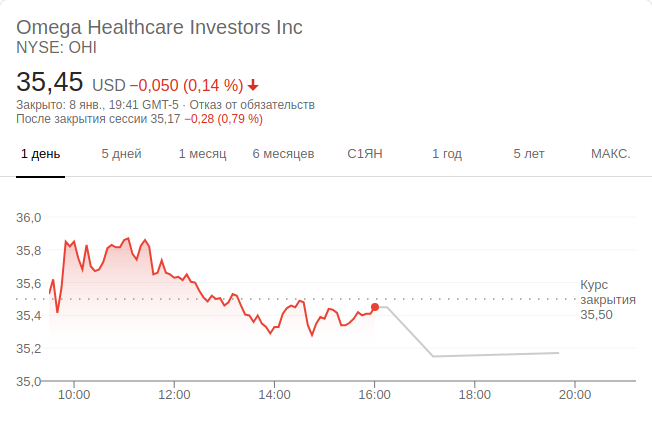 Omega Healthcare Investors Inc
NYSE: OHI
35,45 USD −0,050 (0,14 %)
Закрыто: 8 янв., 19:41 GMT-5 · Отказ от обязательств
После закрытия сессии 35,17 −0,28 (0,79 %)
1 день 5 дней 1 месяц 6 месяцев С1ЯН 1 год 5 лет МАКС.
36,0
35,8
35,6
35,4
35,2
35,0
Курс
закрытия
35,50
10:00 12:00 14:00 16:00 18:00 20:00